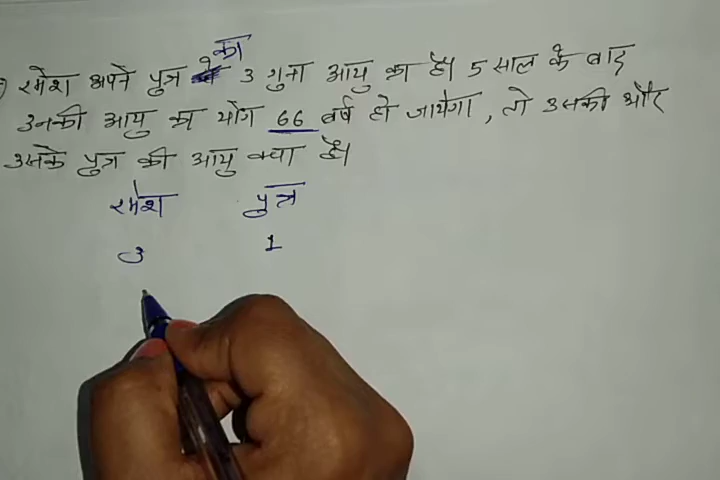 का
रमेश अपने पुत्र 3 गुना आयु का है। 5 साल के बाद
उनकी आयु का योग 66 वर्ष हो जायेगा, तो उसकी और
उसके पुत्र की आयु क्या है।
रमेश पुत्र
3 1